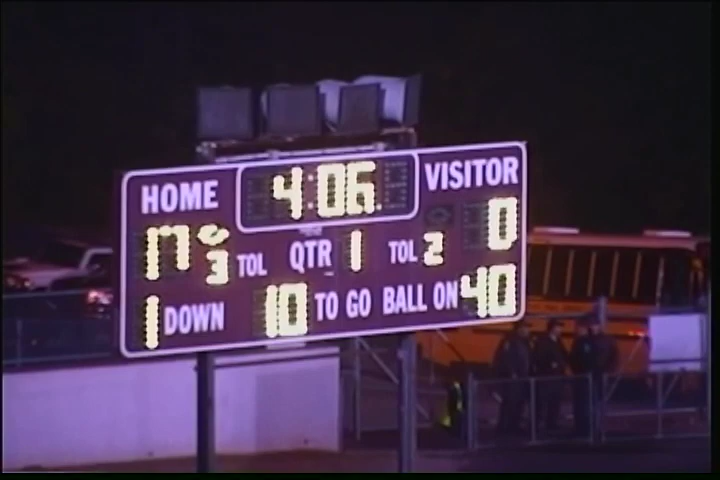 HOME 4:06 VISITOR
17 3 TOL QTR 1 TOL 2 0
1 DOWN 10 TO GO BALL ON 40